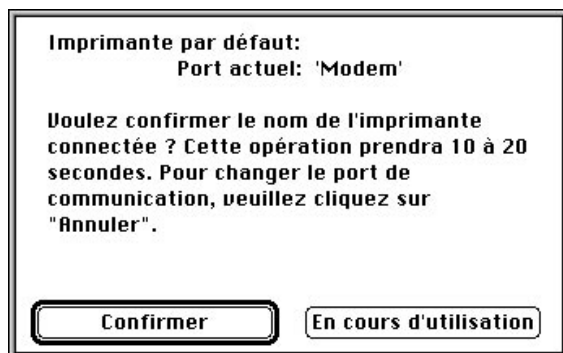 Imprimante par défaut:
Port actuel: 'Modem'
Voulez confirmer le nom de l'imprimante
connectée ? Cette opération prendra 10 à 20
secondes. Pour changer le port de
communication, veuillez cliquez sur
"Annuler".
Confirmer
En cours d'utilisation